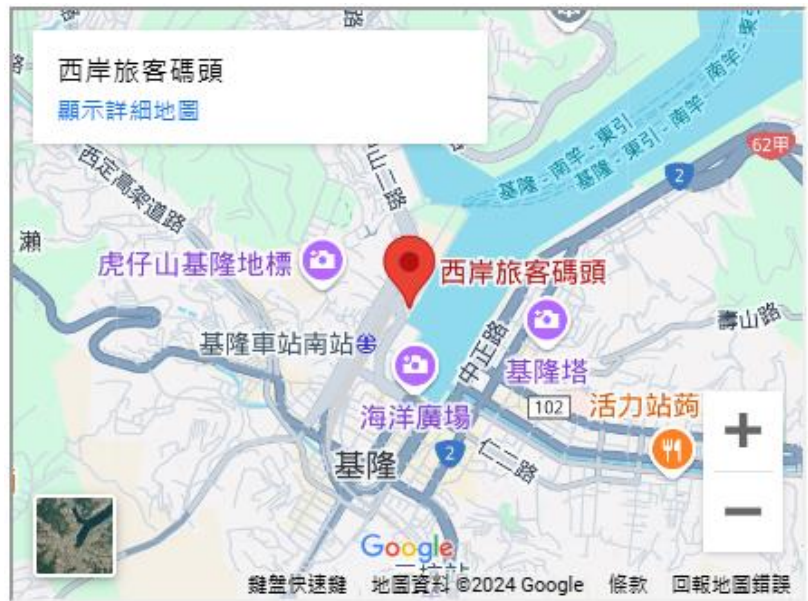 西岸旅客碼頭
顯示詳細地圖
路
路
南竿 - 東引
南竿 - 東引
基隆 - 南竿 - 東引
基隆 - 東引 - 南竿
62甲
2
西定高架道路
瀨
虎仔山基隆地標
西岸旅客碼頭
中正路
壽山路
基隆車站南站
基隆塔
海洋廣場
102
活力站蒟
基隆
2
仁二路
+
−
Google
鍵盤快速鍵
地圖資料 ©2024 Google
條款
回報地圖錯誤